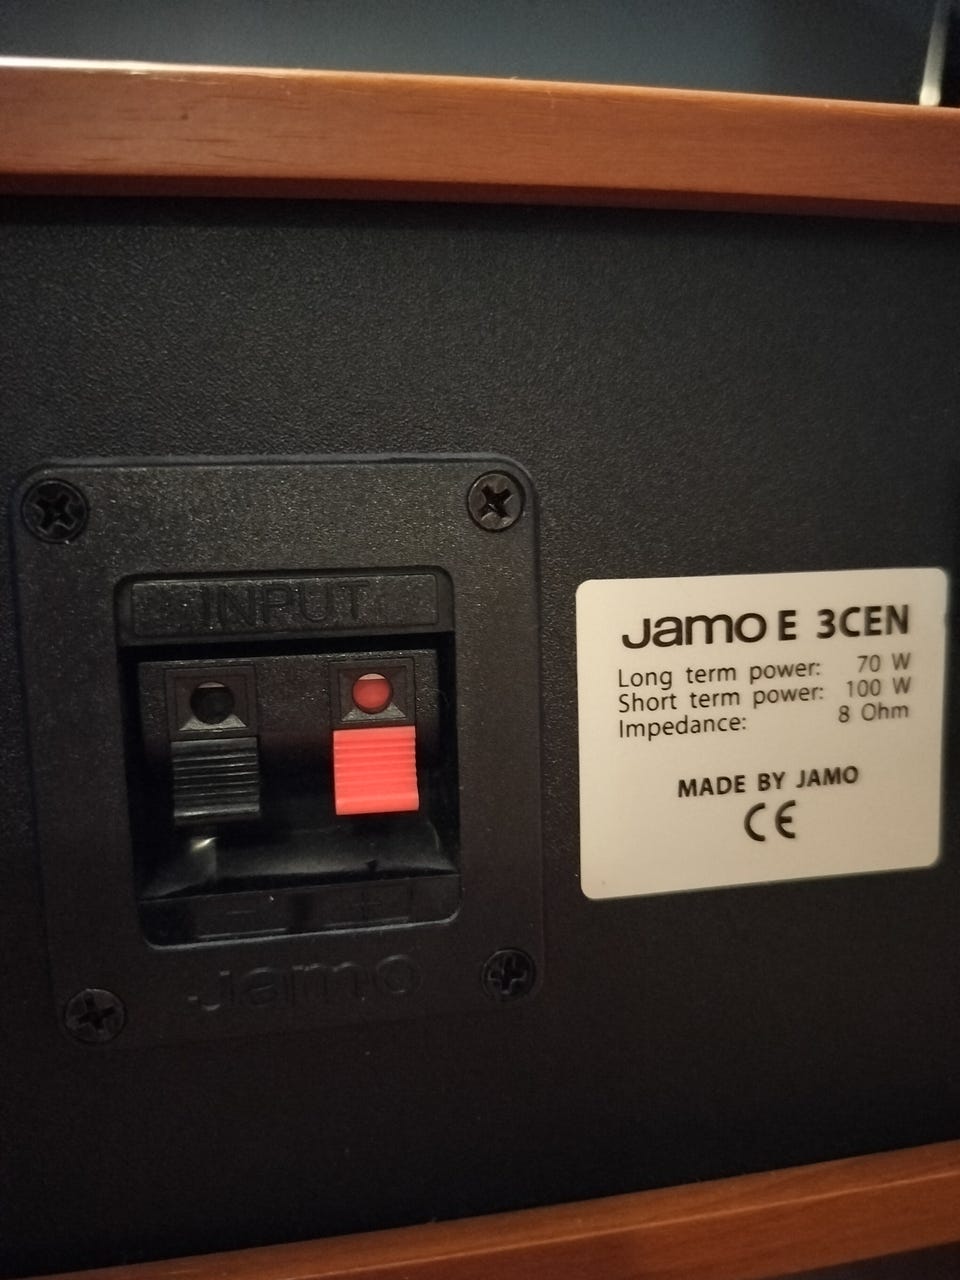 INPUT
- +
Jamo
Jamo E 3CEN
Long term power: 70 W
Short term power: 100 W
Impedance: 8 Ohm
MADE BY JAMO
CE